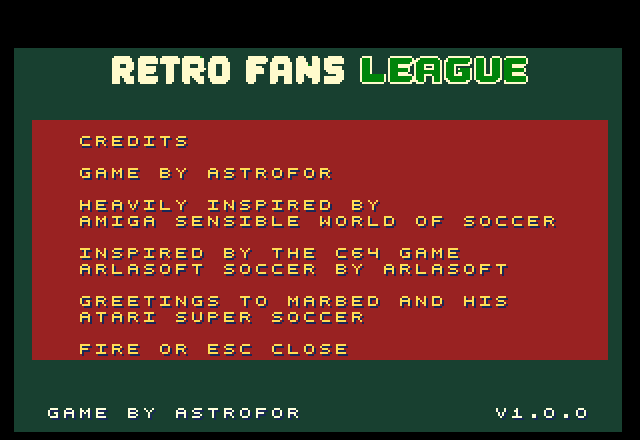 RETRO FANS LEAGUE
CREDITS
GAME BY ASTROFOR
HEAVILY INSPIRED BY
AMIGA SENSIBLE WORLD OF SOCCER
INSPIRED BY THE C64 GAME
ARLASOFT SOCCER BY ARLASOFT
GREETINGS TO MARBED AND HIS
ATARI SUPER SOCCER
FIRE OR ESC CLOSE
GAME BY ASTROFOR V1.0.0